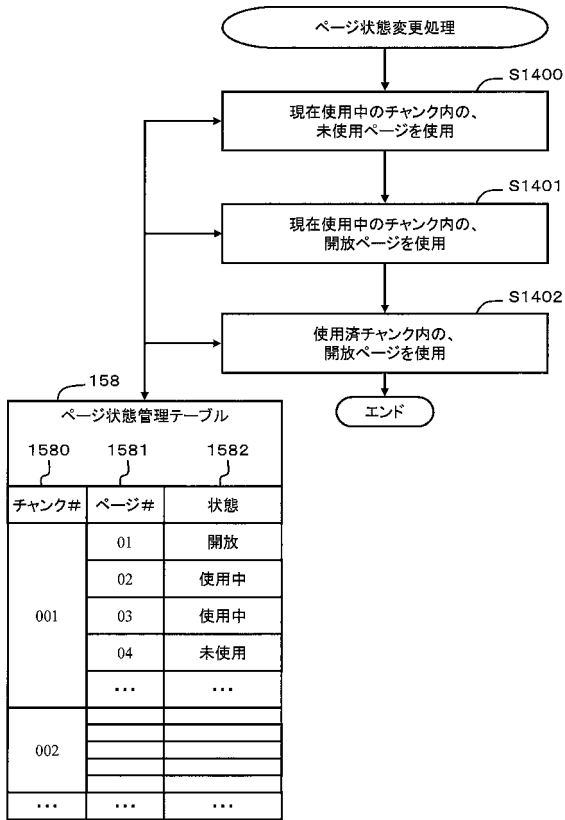 ページ状態変更処理
S1400
現在使用中のチャンク内の、
未使用ページを使用
S1401
現在使用中のチャンク内の、
開放ページを使用
S1402
使用済チャンク内の、
開放ページを使用
エンド
158
ページ状態管理テーブル
1580 1581 1582
チャンク# ページ# 状態
001
01 開放
02 使用中
03 使用中
04 未使用
... ...
002
... ... ...